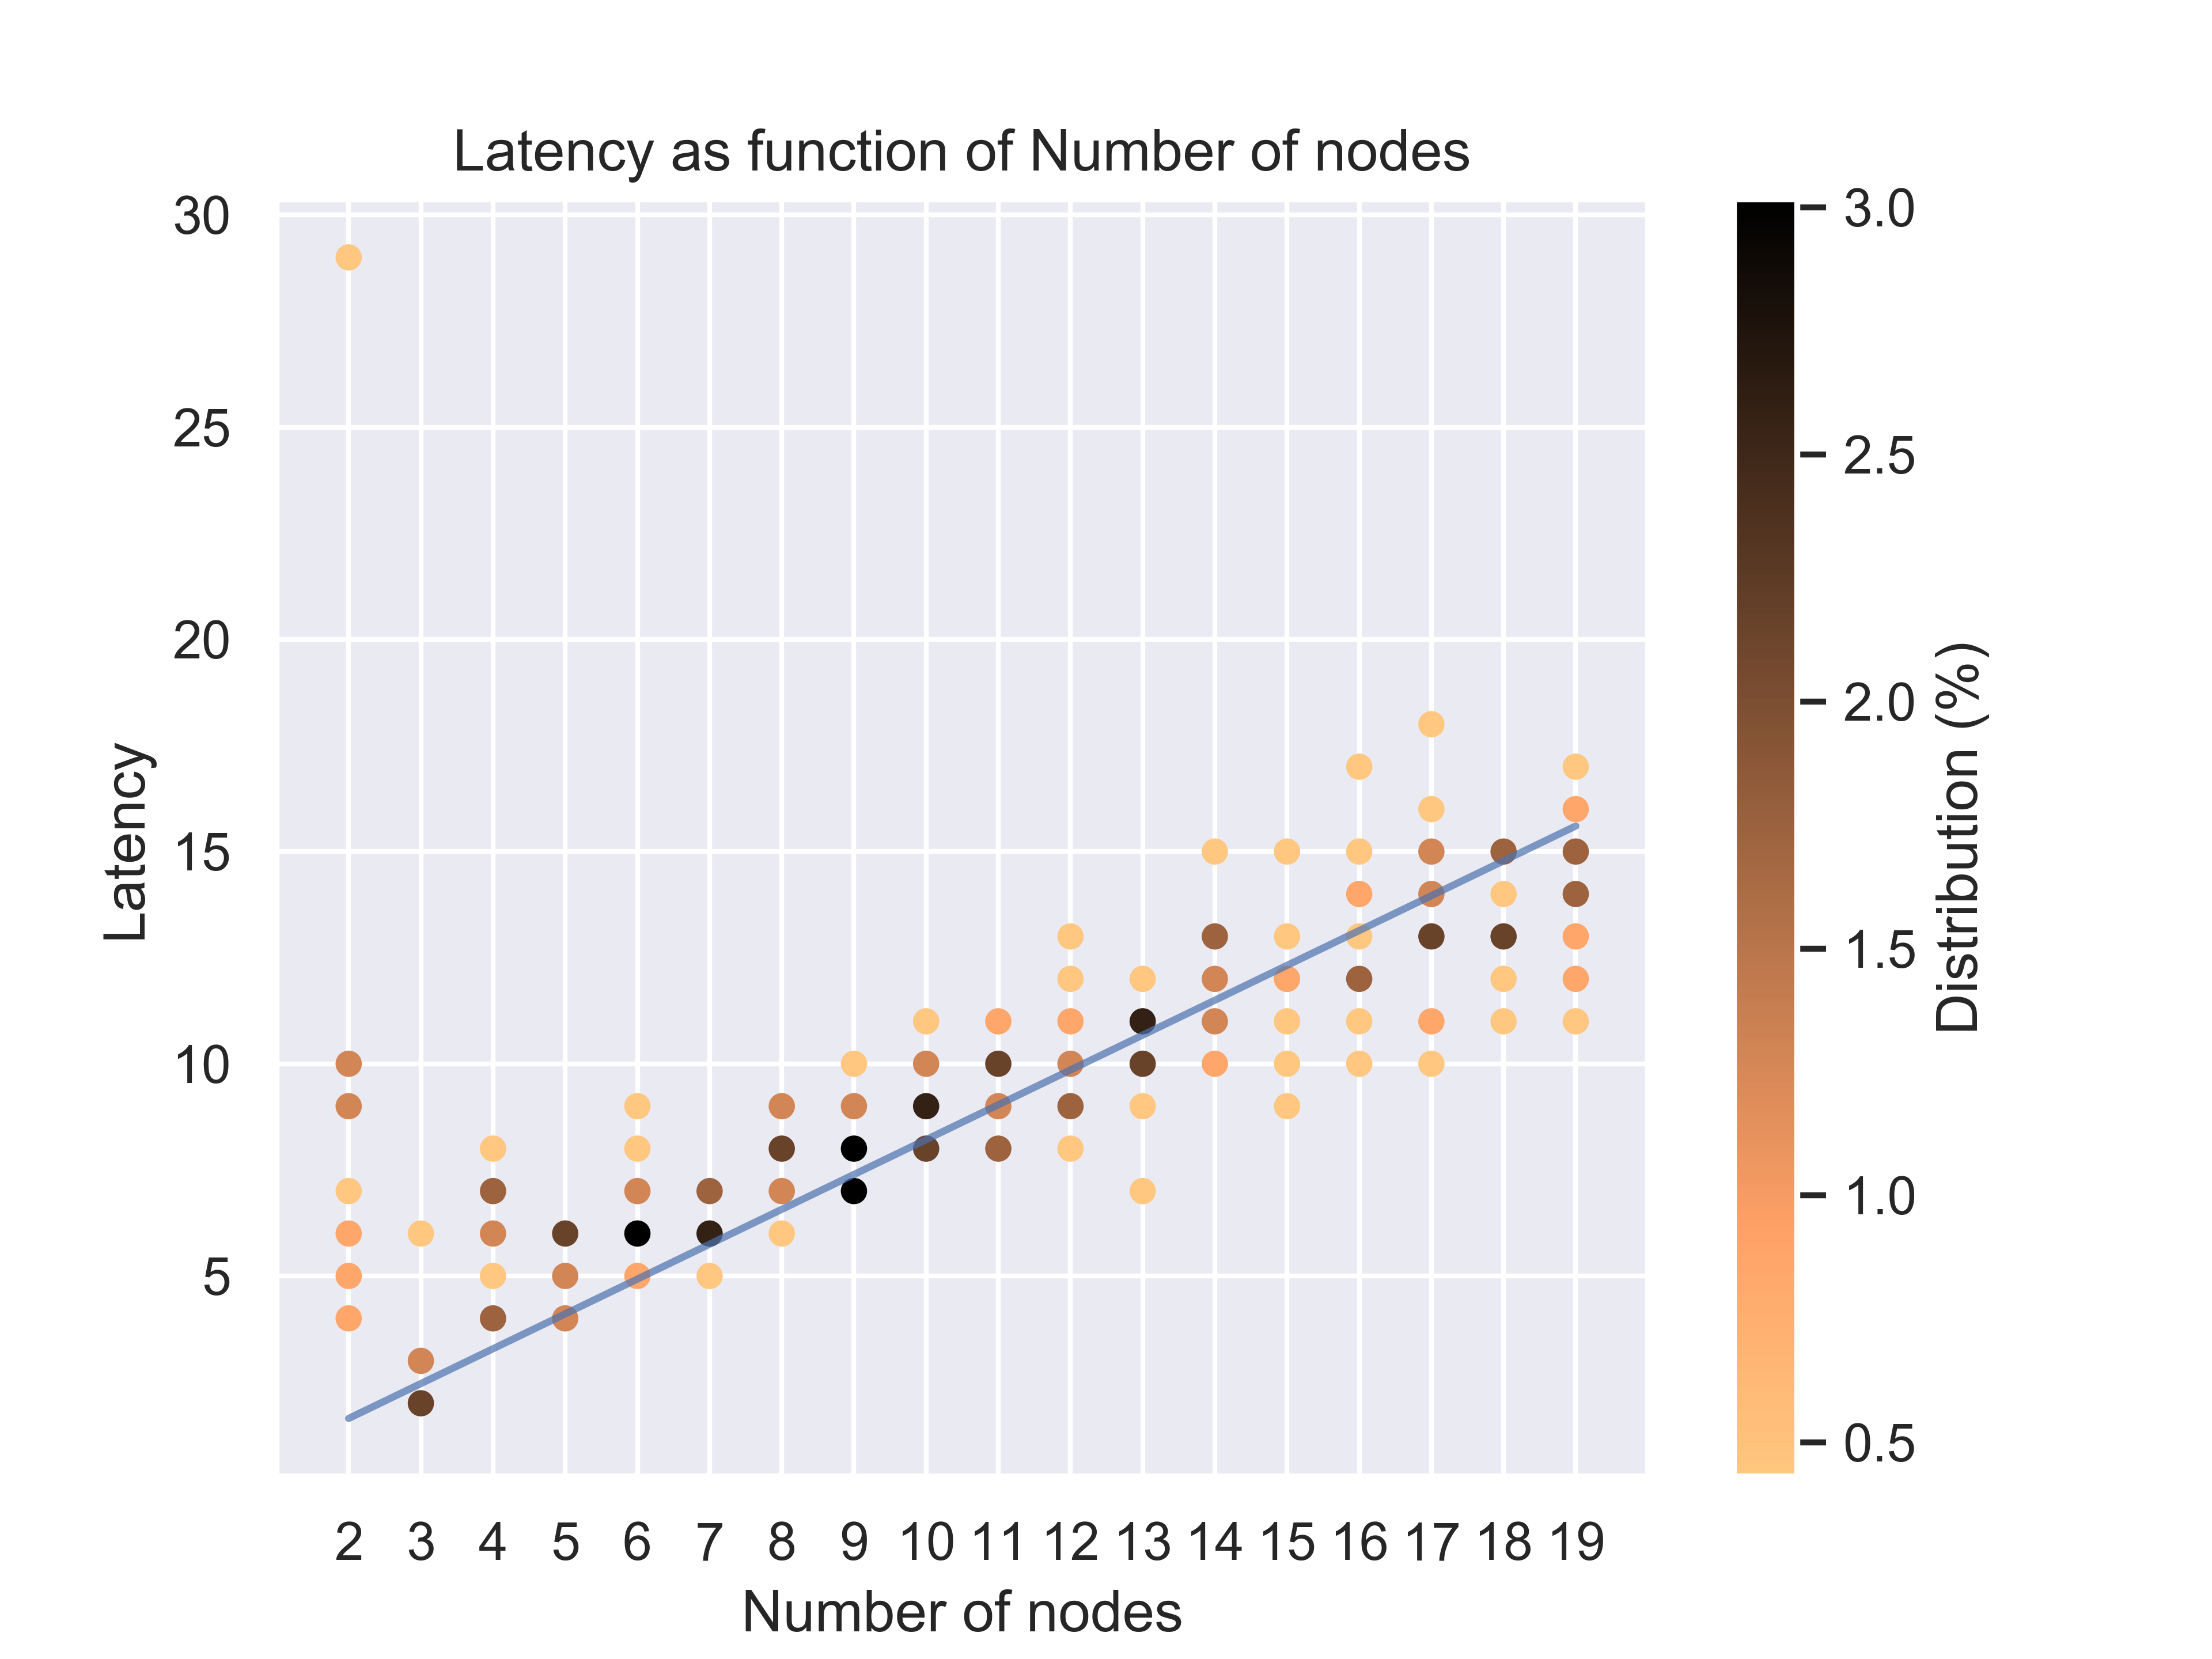 Latency as function of Number of nodes
30
25
20
15
10
5
Latency
2 3 4 5 6 7 8 9 10 11 12 13 14 15 16 17 18 19
Number of nodes
3.0
2.5
2.0
1.5
1.0
0.5
Distribution (%)